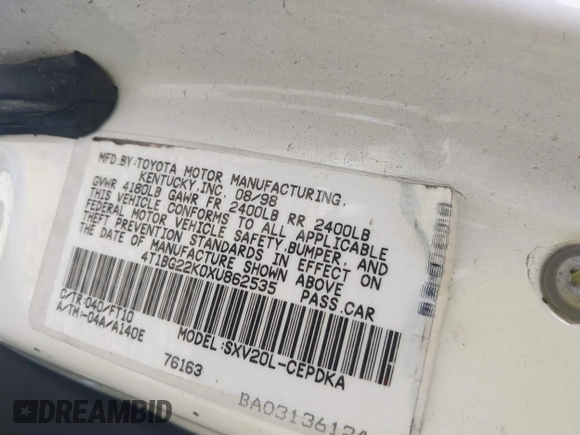 MFD.BY:TOYOTA MOTOR MANUFACTURING,
KENTUCKY,INC. 08/98
GVWR 4180LB GAWR FR. 2400LB RR 2400LB
THIS VEHICLE CONFORMS TO ALL APPLICABLE
FEDERAL MOTOR VEHICLE SAFETY,BUMPER, AND
THEFT PREVENTION STANDARDS IN EFFECT ON
THE DATE OF MANUFACTURE SHOWN ABOVE
4T1BG22K0XU862535 PASS.CAR
C/TR:040/FT10
A/TM:-04A/A140E
MODEL:SXV20L-CEPDKA
76163
AUTOBIDMASTER